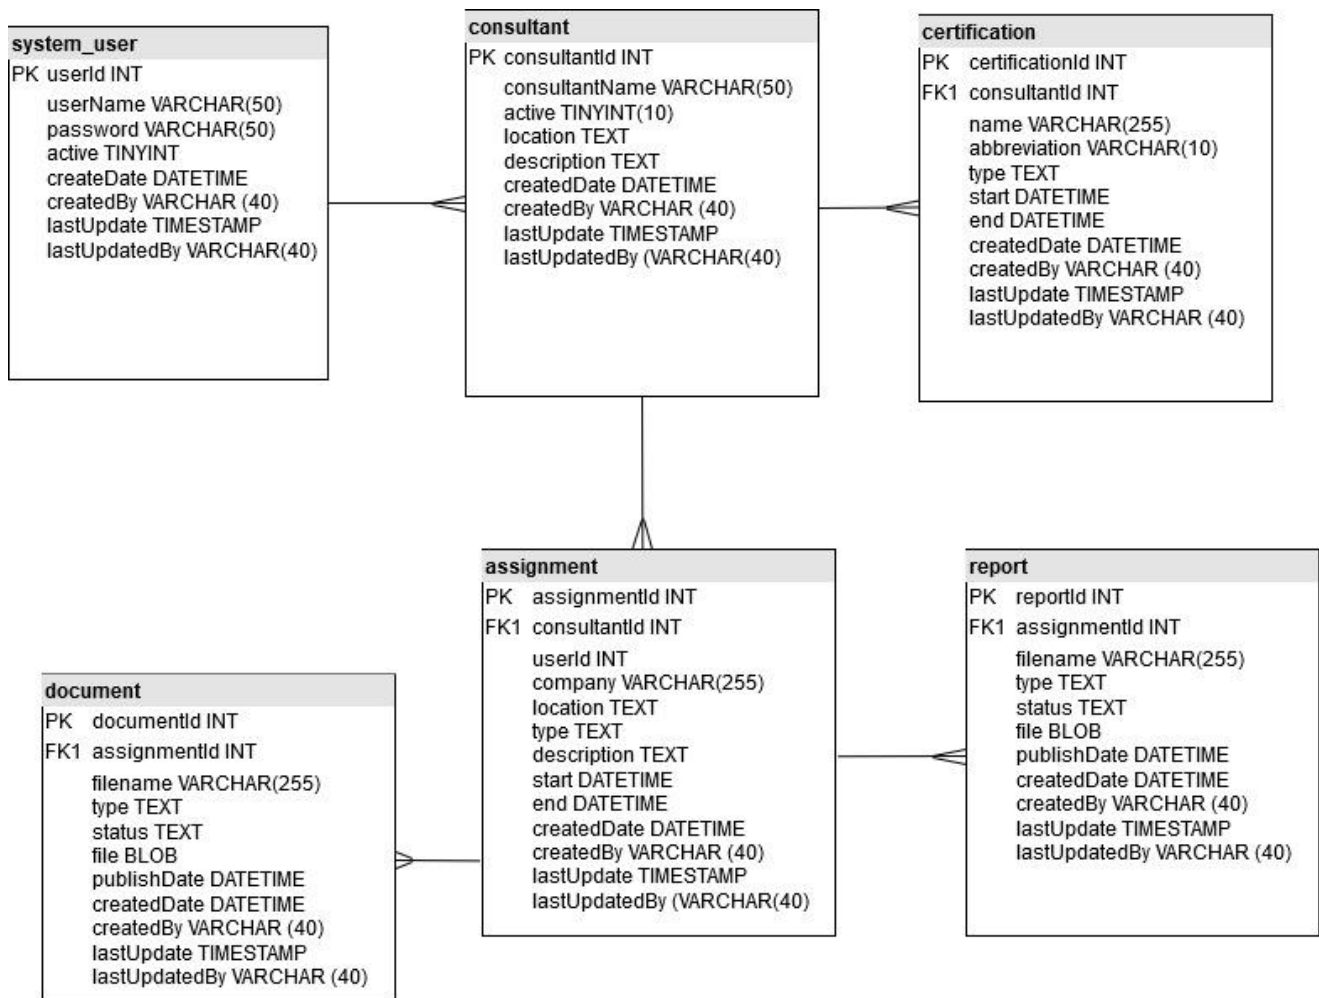 system_user
PK userId INT
userName VARCHAR(50)
password VARCHAR(50)
active TINYINT
createDate DATETIME
createdBy VARCHAR (40)
lastUpdate TIMESTAMP
lastUpdatedBy VARCHAR(40)
consultant
PK consultantId INT
consultantName VARCHAR(50)
active TINYINT(10)
location TEXT
description TEXT
createdDate DATETIME
createdBy VARCHAR (40)
lastUpdate TIMESTAMP
lastUpdatedBy (VARCHAR(40)
certification
PK certificationId INT
FK1 consultantId INT
name VARCHAR(255)
abbreviation VARCHAR(10)
type TEXT
start DATETIME
end DATETIME
createdDate DATETIME
createdBy VARCHAR (40)
lastUpdate TIMESTAMP
lastUpdatedBy VARCHAR (40)
document
PK documentId INT
FK1 assignmentId INT
filename VARCHAR(255)
type TEXT
status TEXT
file BLOB
publishDate DATETIME
createdDate DATETIME
createdBy VARCHAR (40)
lastUpdate TIMESTAMP
lastUpdatedBy VARCHAR (40)
assignment
PK assignmentId INT
FK1 consultantId INT
userId INT
company VARCHAR(255)
location TEXT
type TEXT
description TEXT
start DATETIME
end DATETIME
createdDate DATETIME
createdBy VARCHAR (40)
lastUpdate TIMESTAMP
lastUpdatedBy (VARCHAR(40)
report
PK reportId INT
FK1 assignmentId INT
filename VARCHAR(255)
type TEXT
status TEXT
file BLOB
publishDate DATETIME
createdDate DATETIME
createdBy VARCHAR (40)
lastUpdate TIMESTAMP
lastUpdatedBy VARCHAR (40)